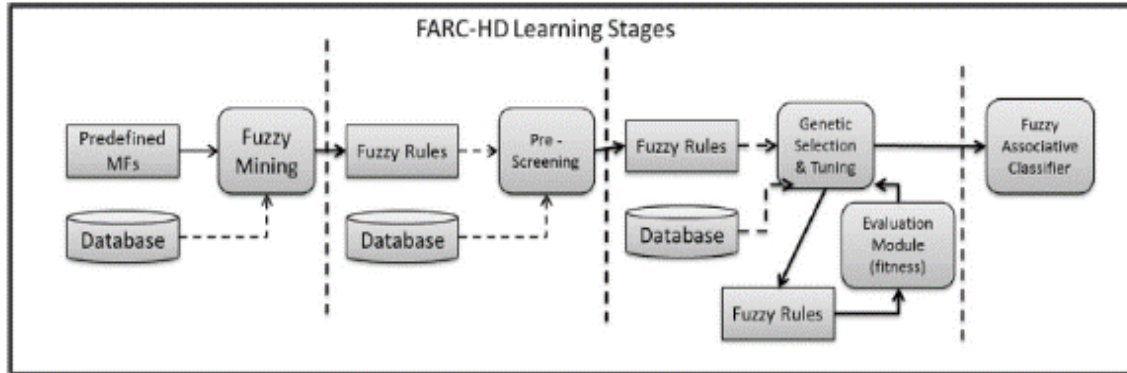 FARC-HD Learning Stages
Predefined
MFs
Fuzzy
Mining
Database
Fuzzy Rules
Pre -
Screening
Database
Fuzzy Rules
Genetic
Selection
& Tuning
Database
Evaluation
Module
(fitness)
Fuzzy Rules
Fuzzy
Associative
Classifier